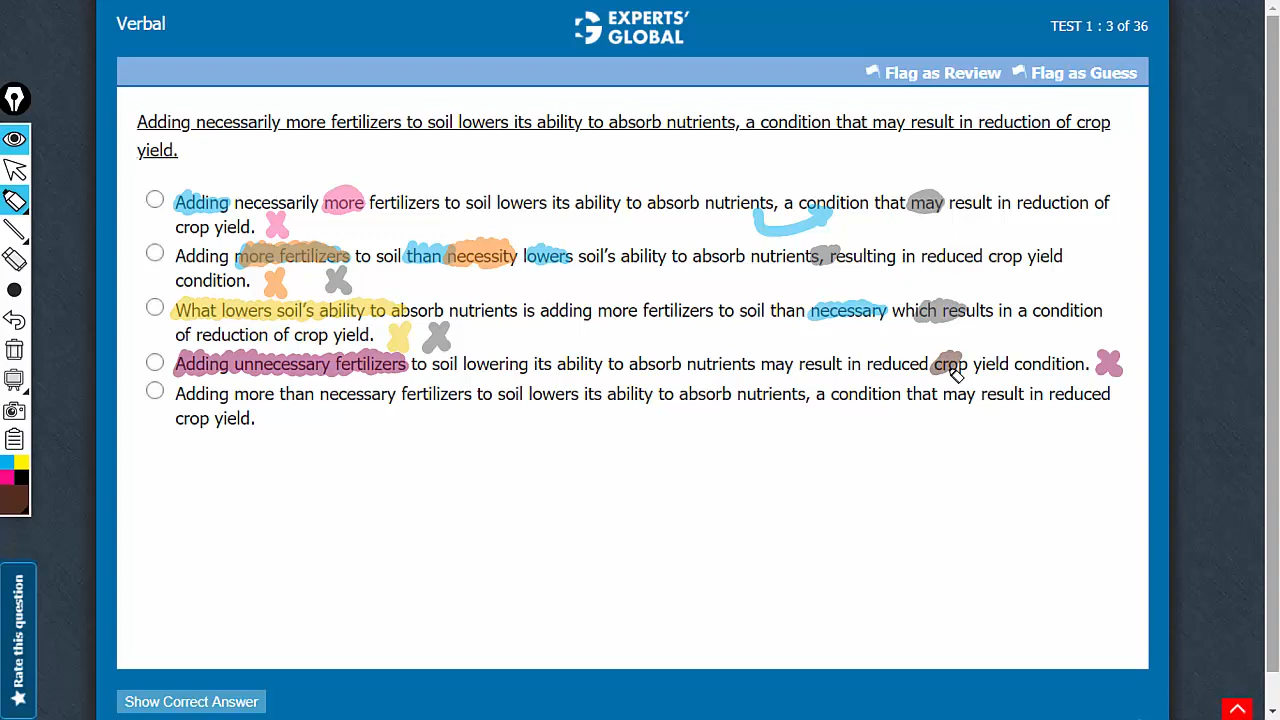 Verbal
EXPERTS'
GLOBAL
TEST 1 : 3 of 36
Flag as Review
Flag as Guess
Adding necessarily more fertilizers to soil lowers its ability to absorb nutrients, a condition that may result in reduction of crop
yield.
Adding necessarily more fertilizers to soil lowers its ability to absorb nutrients, a condition that may result in reduction of
crop yield.
Adding more fertilizers to soil than necessity lowers soil's ability to absorb nutrients, resulting in reduced crop yield
condition.
What lowers soil's ability to absorb nutrients is adding more fertilizers to soil than necessary which results in a condition
of reduction of crop yield.
Adding unnecessary fertilizers to soil lowering its ability to absorb nutrients may result in reduced crop yield condition.
Adding more than necessary fertilizers to soil lowers its ability to absorb nutrients, a condition that may result in reduced
crop yield.
Rate this question
Show Correct Answer